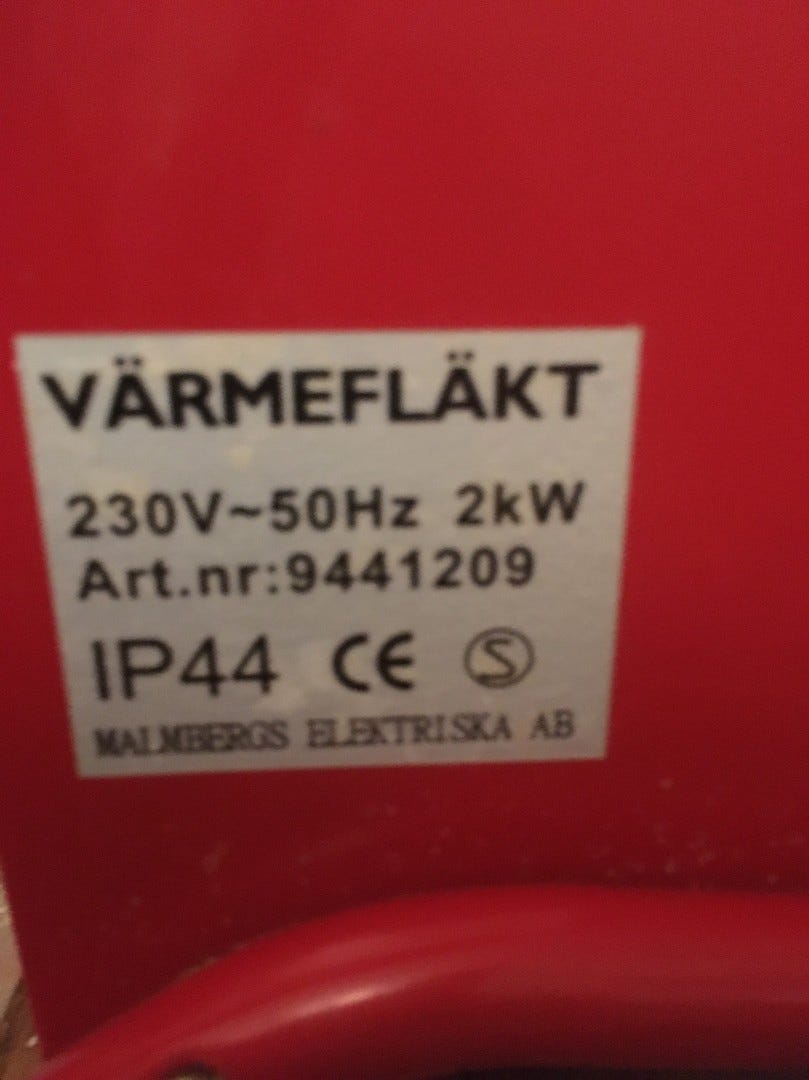 VÄRMEFLÄKT
230V~50Hz 2kW
Art.nr:9441209
IP44 CE S
MALMBERGS ELEKTRISKA AB